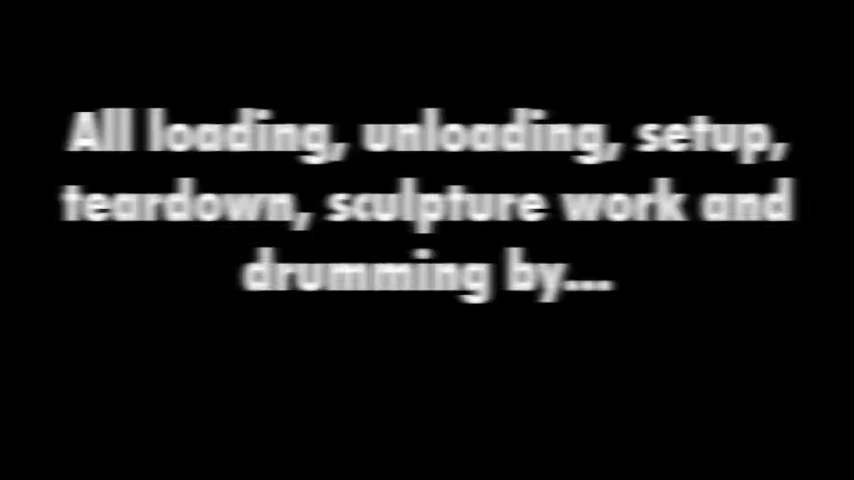 All loading, unloading, setup,
teardown, sculpture work and
drumming by....